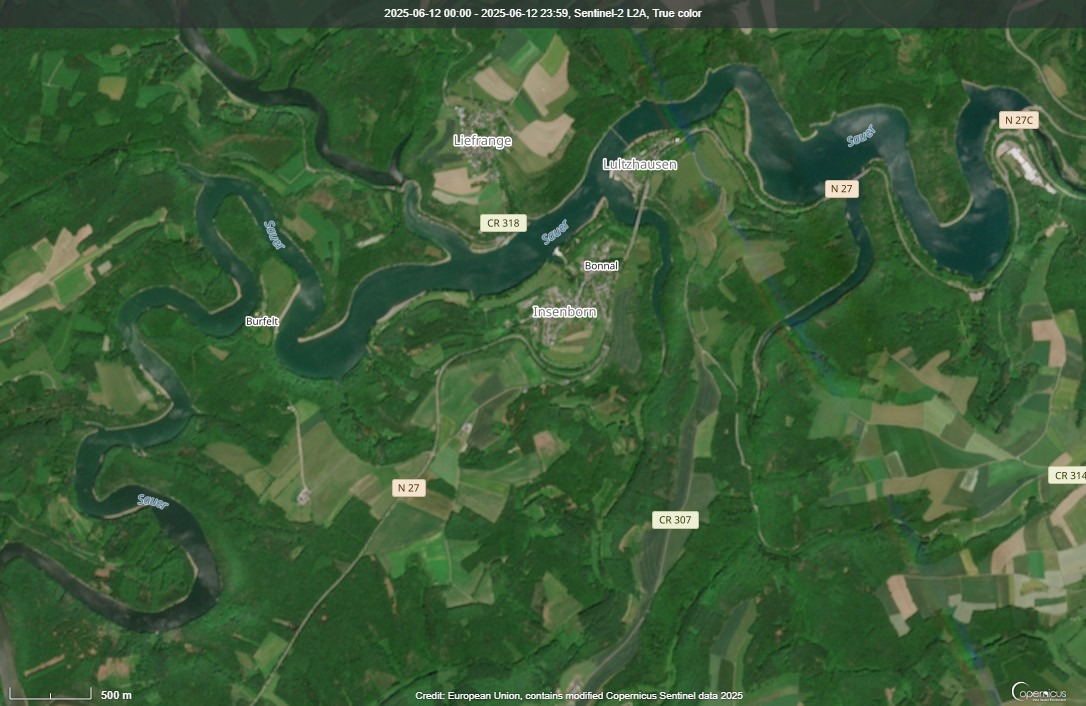 2025-06-12 00:00 - 2025-06-12 23:59, Sentinel-2 L2A, True color
N 27C
Liefrange
Sauer
Lultzhausen
N 27
CR 318
Sauer
Sauer
Bonnal
Insenborn
Burfelt
CR 314
N 27
Sauer
CR 307
500 m
Credit: European Union, contains modified Copernicus Sentinel data 2025
opernicus